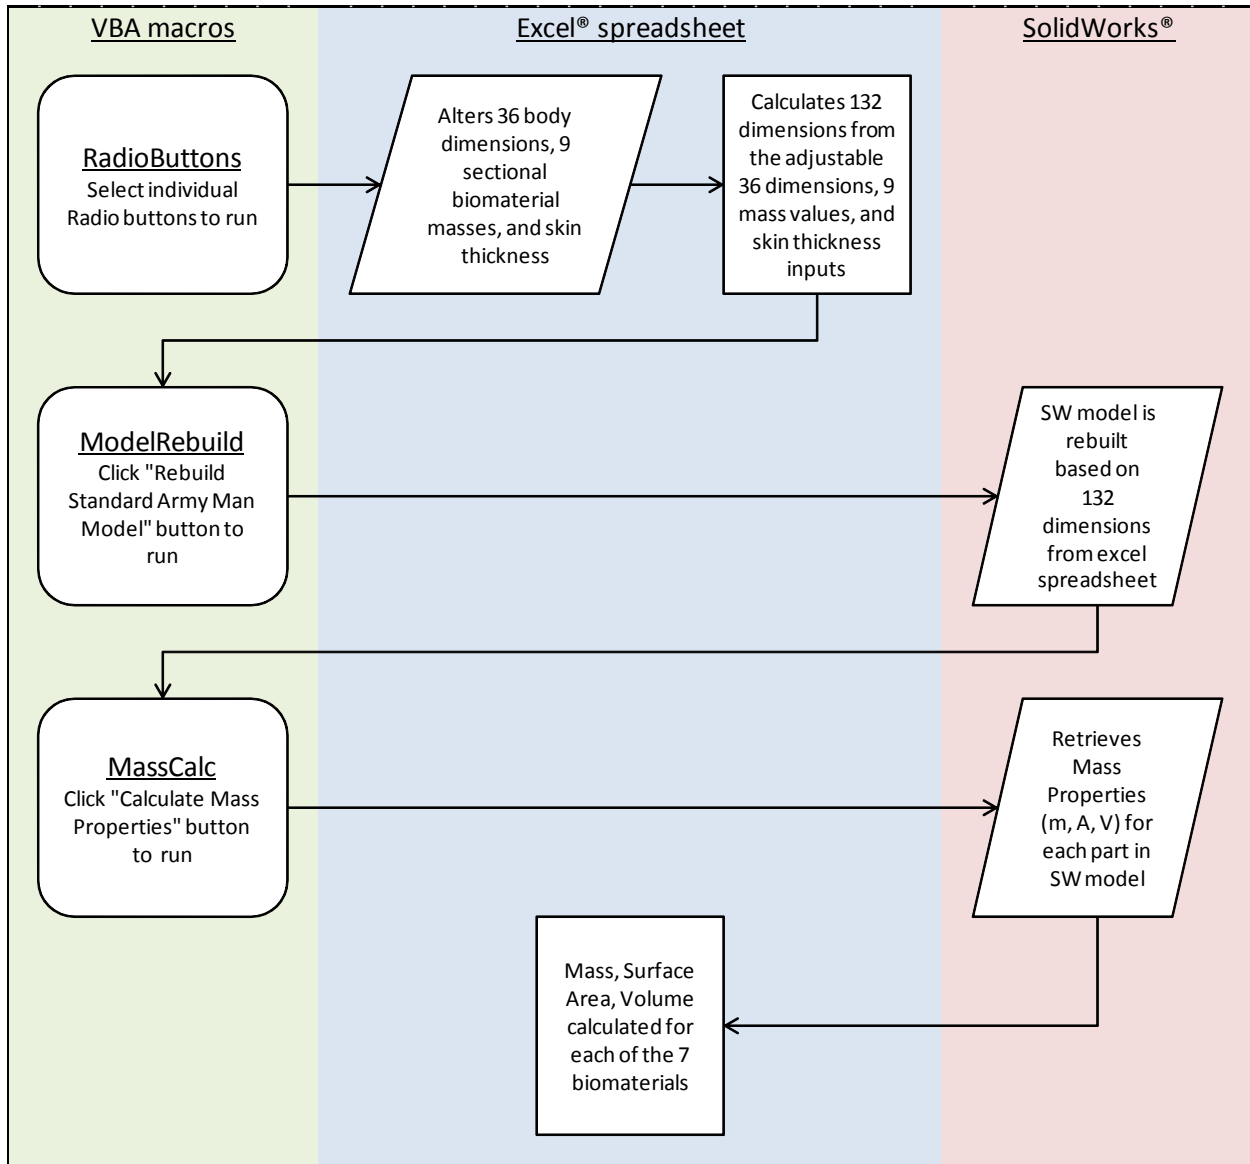 VBA macros
Excel® spreadsheet
SolidWorks®
RadioButtons
Select individual
Radio buttons to run
Alters 36 body
dimensions, 9
sectional
biomaterial
masses, and skin
thickness
Calculates 132
dimensions from
the adjustable
36 dimensions, 9
mass values, and
skin thickness
inputs
ModelRebuild
Click "Rebuild
Standard Army Man
Model" button to
run
SW model is
rebuilt
based on
132
dimensions
from excel
spreadsheet
MassCalc
Click "Calculate Mass
Properties" button
to run
Retrieves
Mass
Properties
(m, A, V) for
each part in
SW model
Mass, Surface
Area, Volume
calculated for
each of the 7
biomaterials